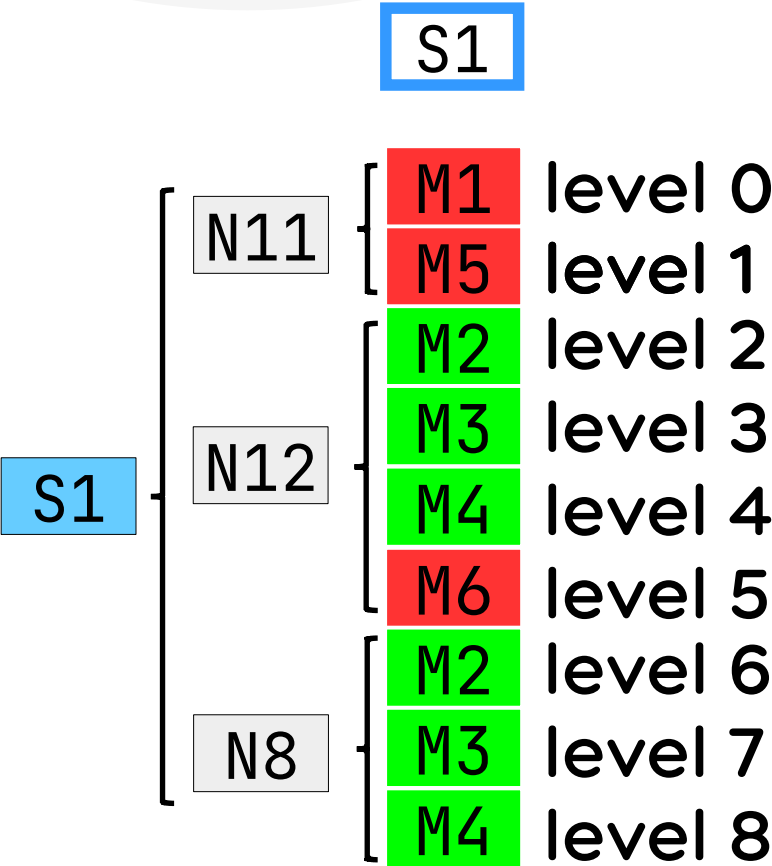 S1
M1 level 0
N11
M5 level 1
M2 level 2
M3 level 3
N12
S1
M4 level 4
M6 level 5
M2 level 6
N8
M3 level 7
M4 level 8